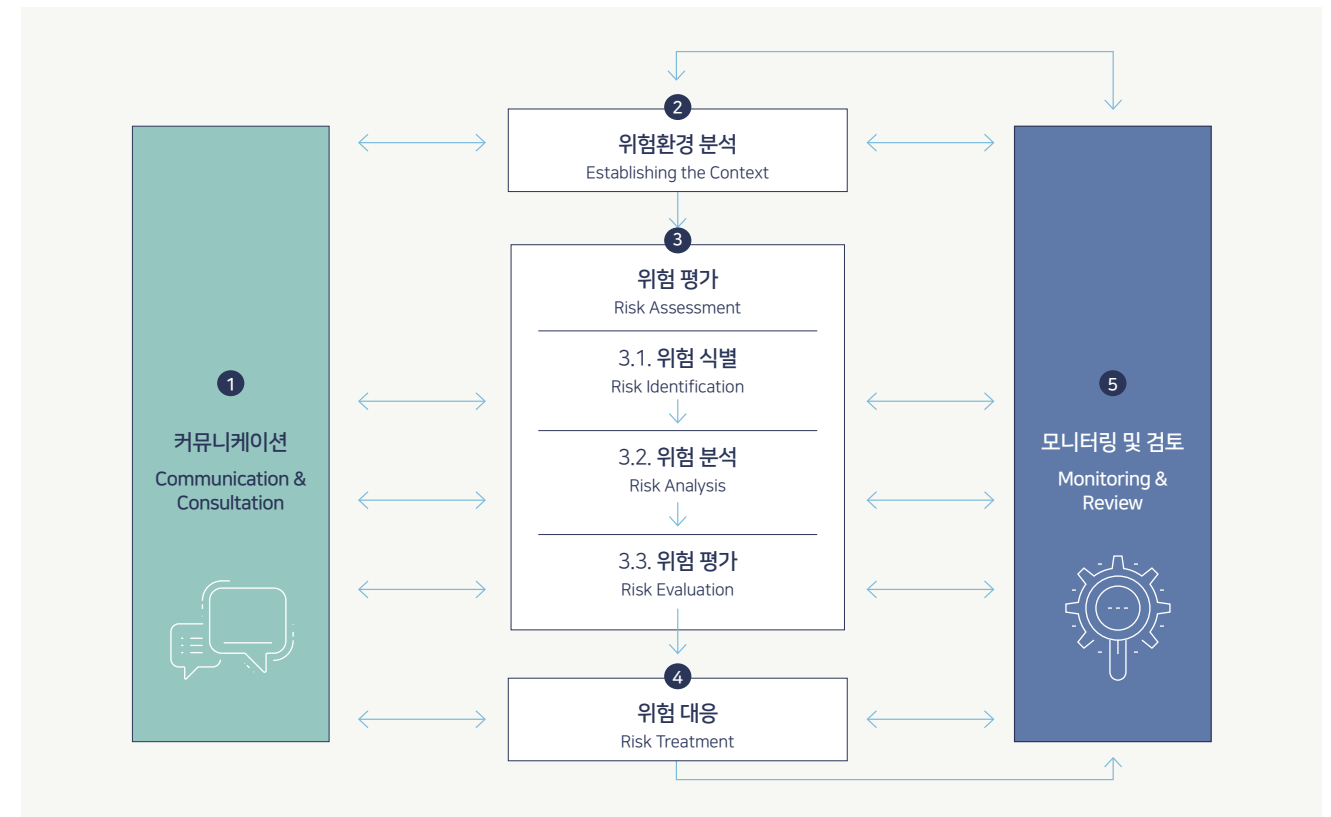 1
커뮤니케이션
Communication &
Consultation
2
위험환경 분석
Establishing the Context
3
위험 평가
Risk Assessment
3.1. 위험 식별
Risk Identification
3.2. 위험 분석
Risk Analysis
3.3. 위험 평가
Risk Evaluation
4
위험 대응
Risk Treatment
5
모니터링 및 검토
Monitoring &
Review